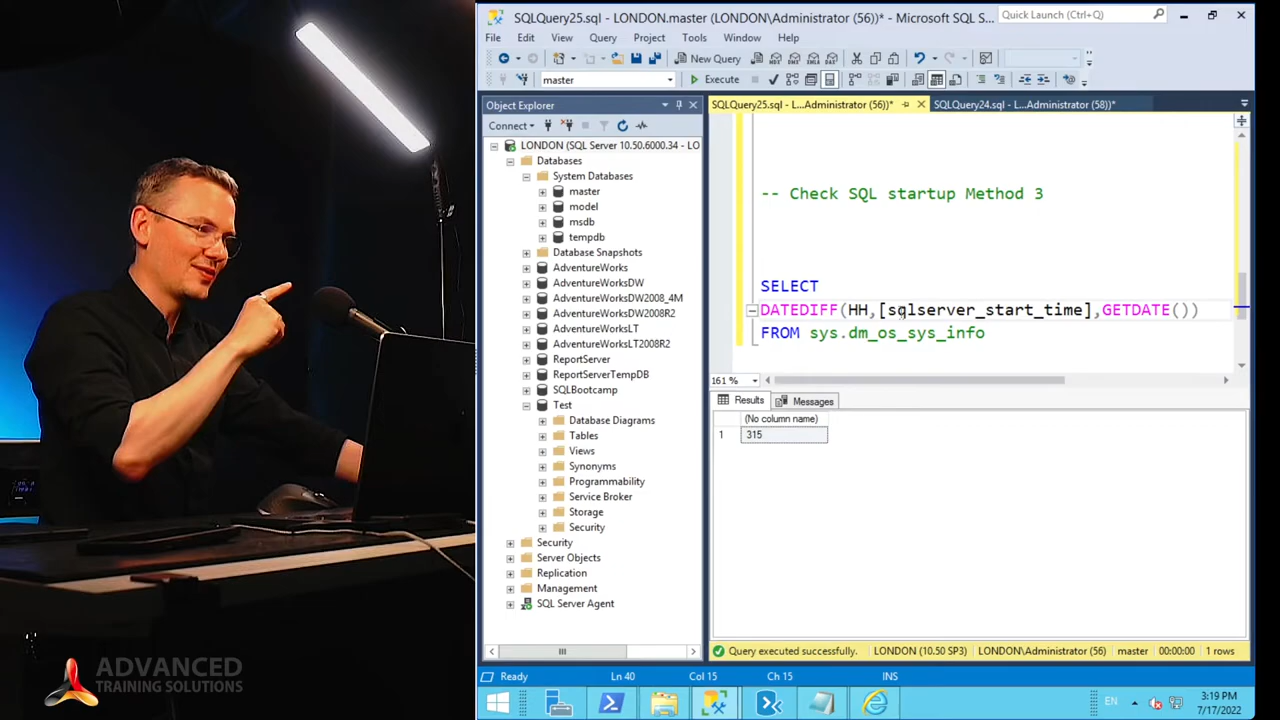 SQLQuery25.sql - LONDON.master (LONDON\Administrator (56))* - Microsoft SQL S...
Quick Launch (Ctrl+Q)
File Edit View Query Project Tools Window Help
New Query
master
Execute
Object Explorer
Connect
LONDON (SQL Server 10.50.6000.34 - LO
Databases
System Databases
master
model
msdb
tempdb
Database Snapshots
AdventureWorks
AdventureWorksDW
AdventureWorksDW2008_4M
AdventureWorksDW2008R2
AdventureWorksLT
AdventureWorksLT2008R2
ReportServer
ReportServerTempDB
SQLBootcamp
Test
Database Diagrams
Tables
Views
Synonyms
Programmability
Service Broker
Storage
Security
Security
Server Objects
Replication
Management
SQL Server Agent
SQLQuery25.sql - L...Administrator (56))*
SQLQuery24.sql - L...Administrator (58))*
-- Check SQL startup Method 3
SELECT
DATEDIFF(HH,[sqlserver_start_time],GETDATE())
FROM sys.dm_os_sys_info
161 %
Results Messages
(No column name)
1 315
Query executed successfully. LONDON (10.50 SP3) LONDON\Administrator (56) master 00:00:00 1 rows
Ready Ln 40 Col 15 Ch 15 INS
EN
3:19 PM
7/17/2022
ADVANCED
TRAINING SOLUTIONS